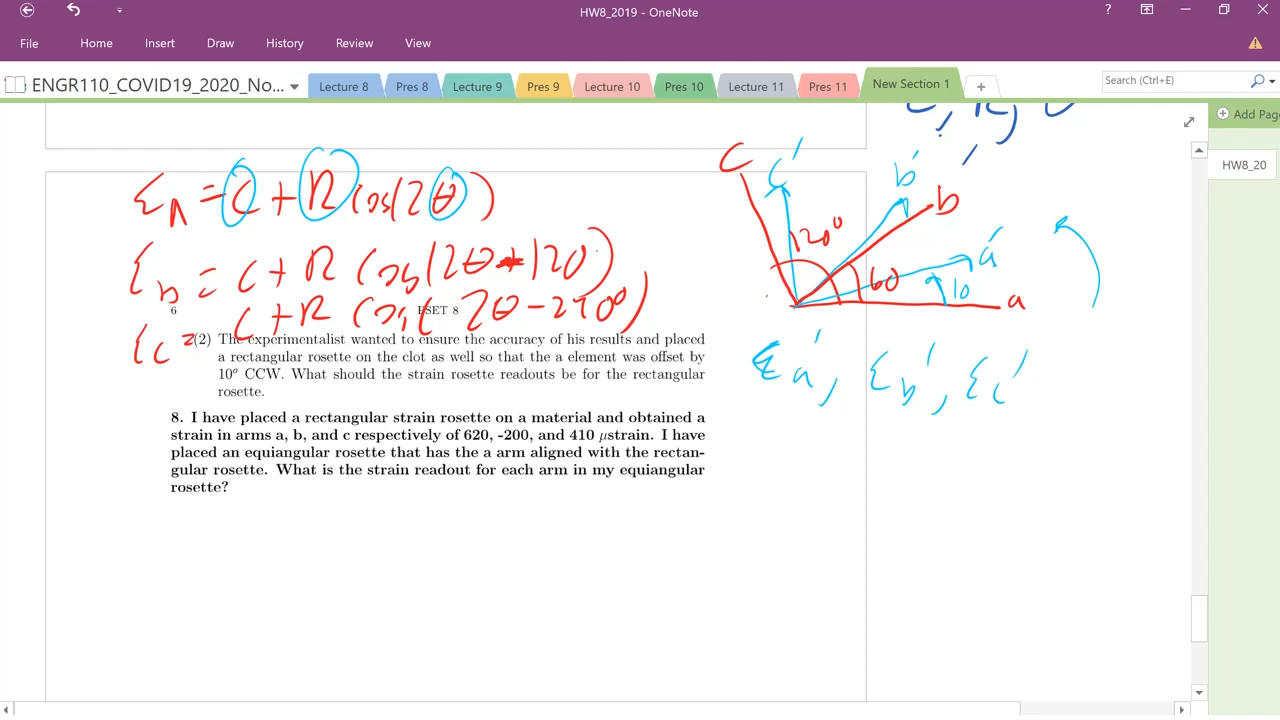 HW8_2019 - OneNote
?
File Home Insert Draw History Review View
ENGR110_COVID19_2020_No...
Lecture 8
Pres 8
Lecture 9
Pres 9
Lecture 10
Pres 10
Lecture 11
Pres 11
New Section 1
+
Search (Ctrl+E)
Add Page
HW8_20
εA = C + R cos(2θ)
εb = C + R cos(2θ - 120)
εc = C + R cos( 2θ - 240°)
6
PSET 8
(2) The experimentalist wanted to ensure the accuracy of his results and placed
a rectangular rosette on the clot as well so that the a element was offset by
10° CCW. What should the strain rosette readouts be for the rectangular
rosette.
8. I have placed a rectangular strain rosette on a material and obtained a
strain in arms a, b, and c respectively of 620, -200, and 410 μstrain. I have
placed an equiangular rosette that has the a arm aligned with the rectan-
gular rosette. What is the strain readout for each arm in my equiangular
rosette?
c
c'
b'
b
120°
a'
60
10
a
εa', εb', εc'